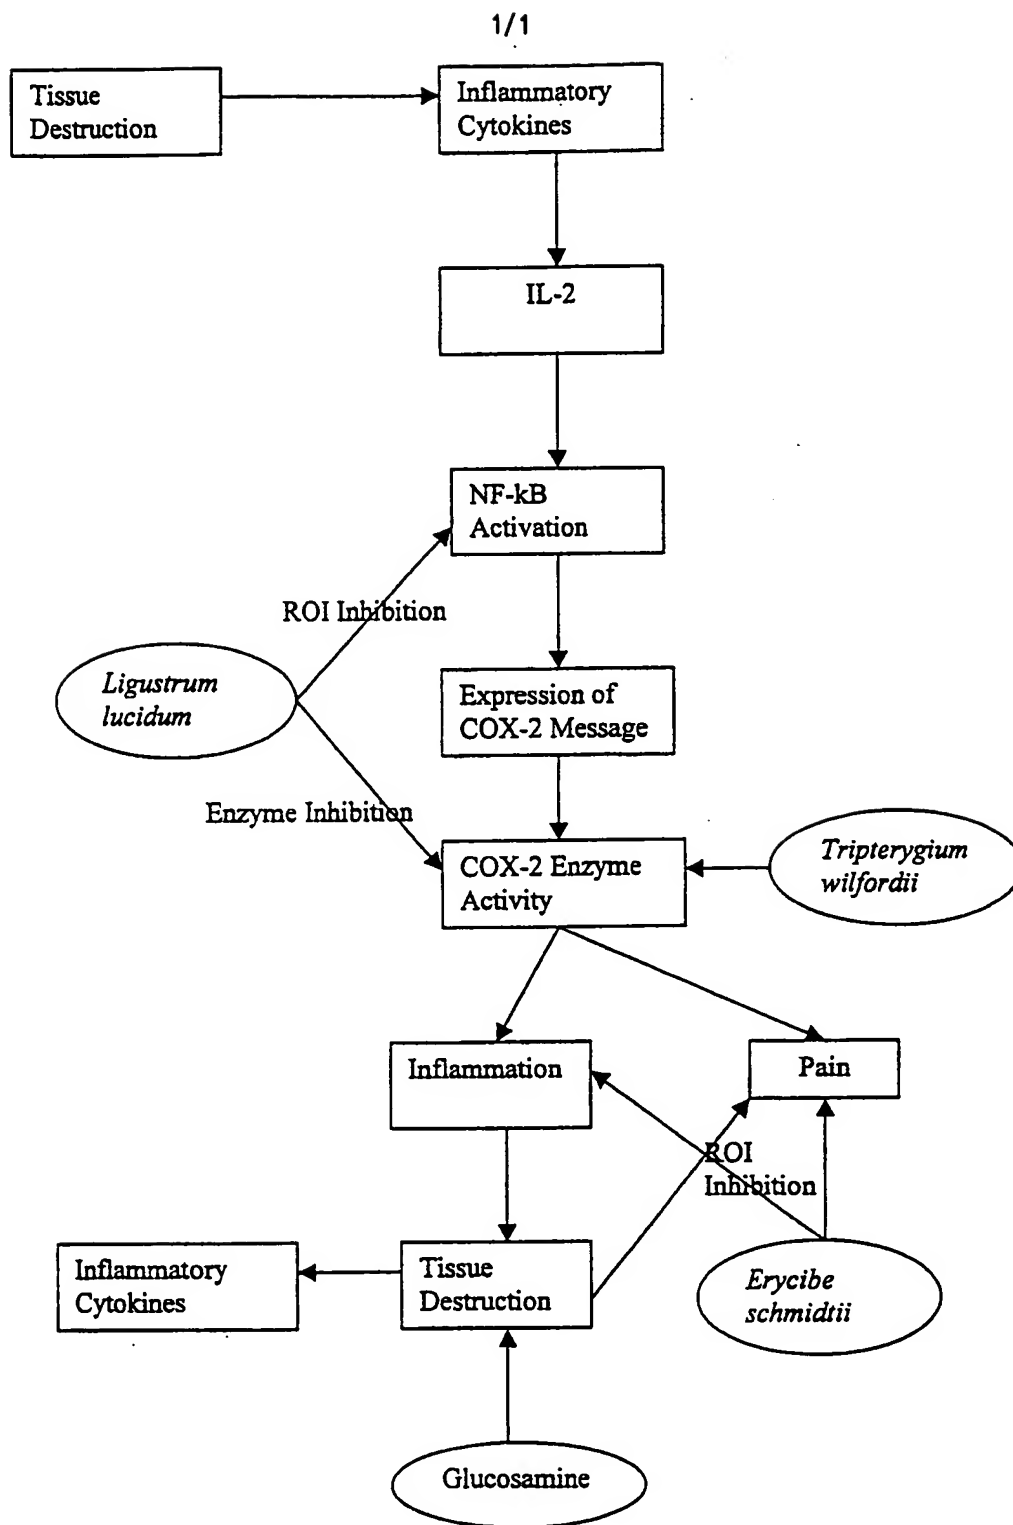 1/1
Tissue
Destruction
Inflammatory
Cytokines
IL-2
NF-kB
Activation
ROI Inhibition
Ligustrum
lucidum
Expression of
COX-2 Message
Enzyme Inhibition
COX-2 Enzyme
Activity
Tripterygium
wilfordii
Inflammation
Pain
ROI
Inhibition
Inflammatory
Cytokines
Tissue
Destruction
Erycibe
schmidtii
Glucosamine